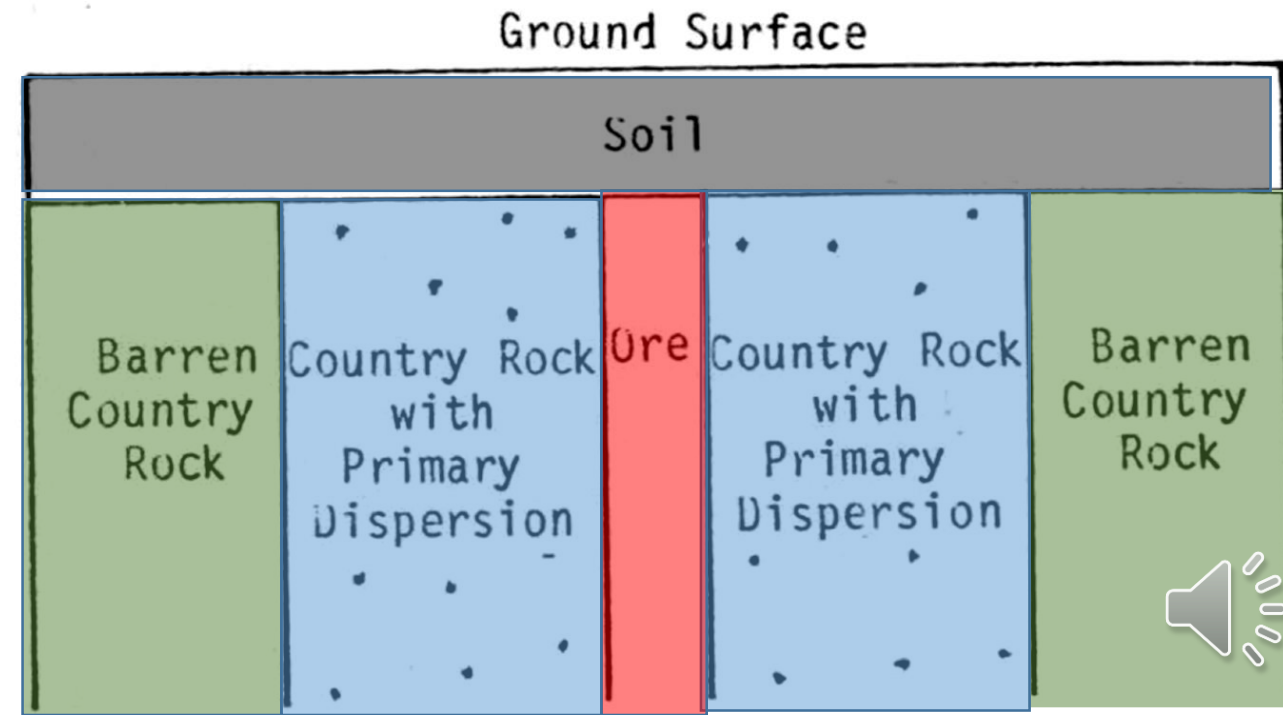 Ground Surface
Soil
Barren
Country
Rock
Country Rock
with
Primary
Dispersion
Ore
Country Rock
with
Primary
Dispersion
Barren
Country
Rock